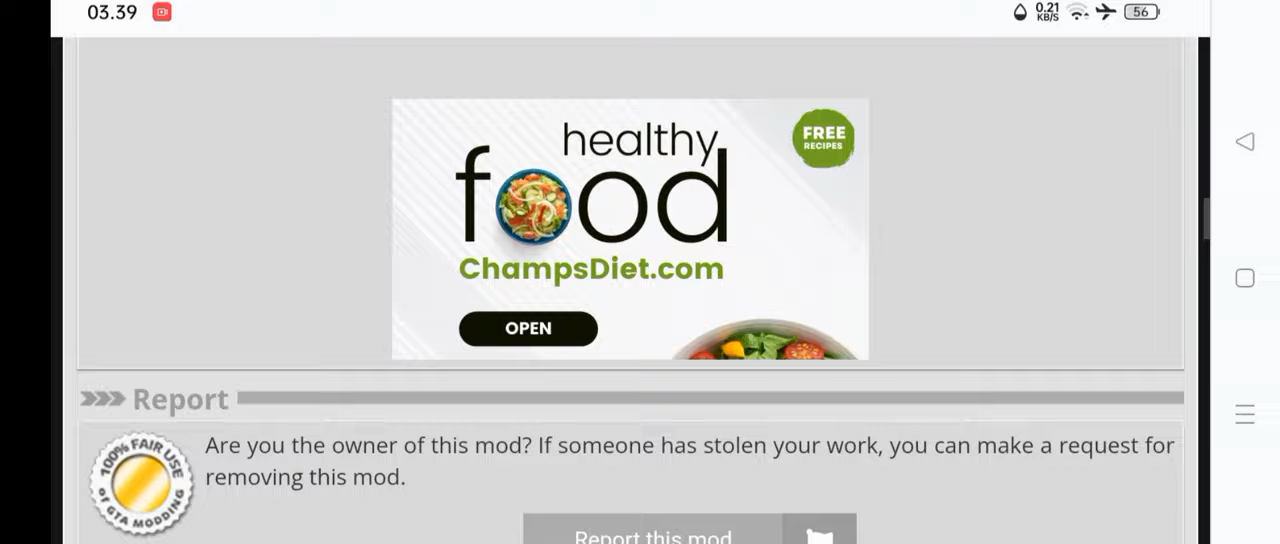 03.39
0.21
KB/S
56
healthy
food
FREE
RECIPES
ChampsDiet.com
OPEN
Report
100% FAIR USE
of GTA MODDING
Are you the owner of this mod? If someone has stolen your work, you can make a request for
removing this mod.
Report this mod